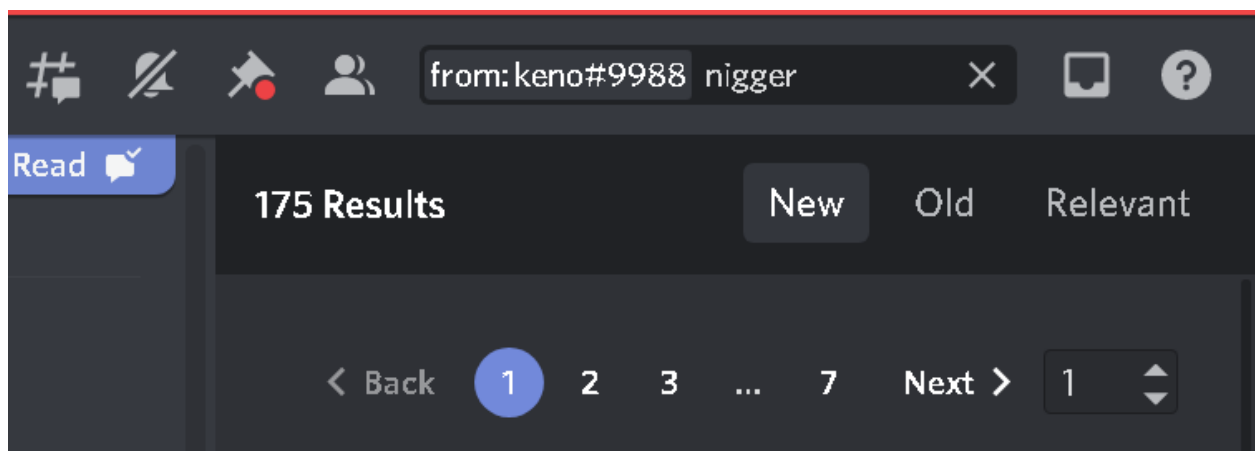 from: keno#9988 nigger
Read
175 Results New Old Relevant
Back 1 2 3 ... 7 Next 1